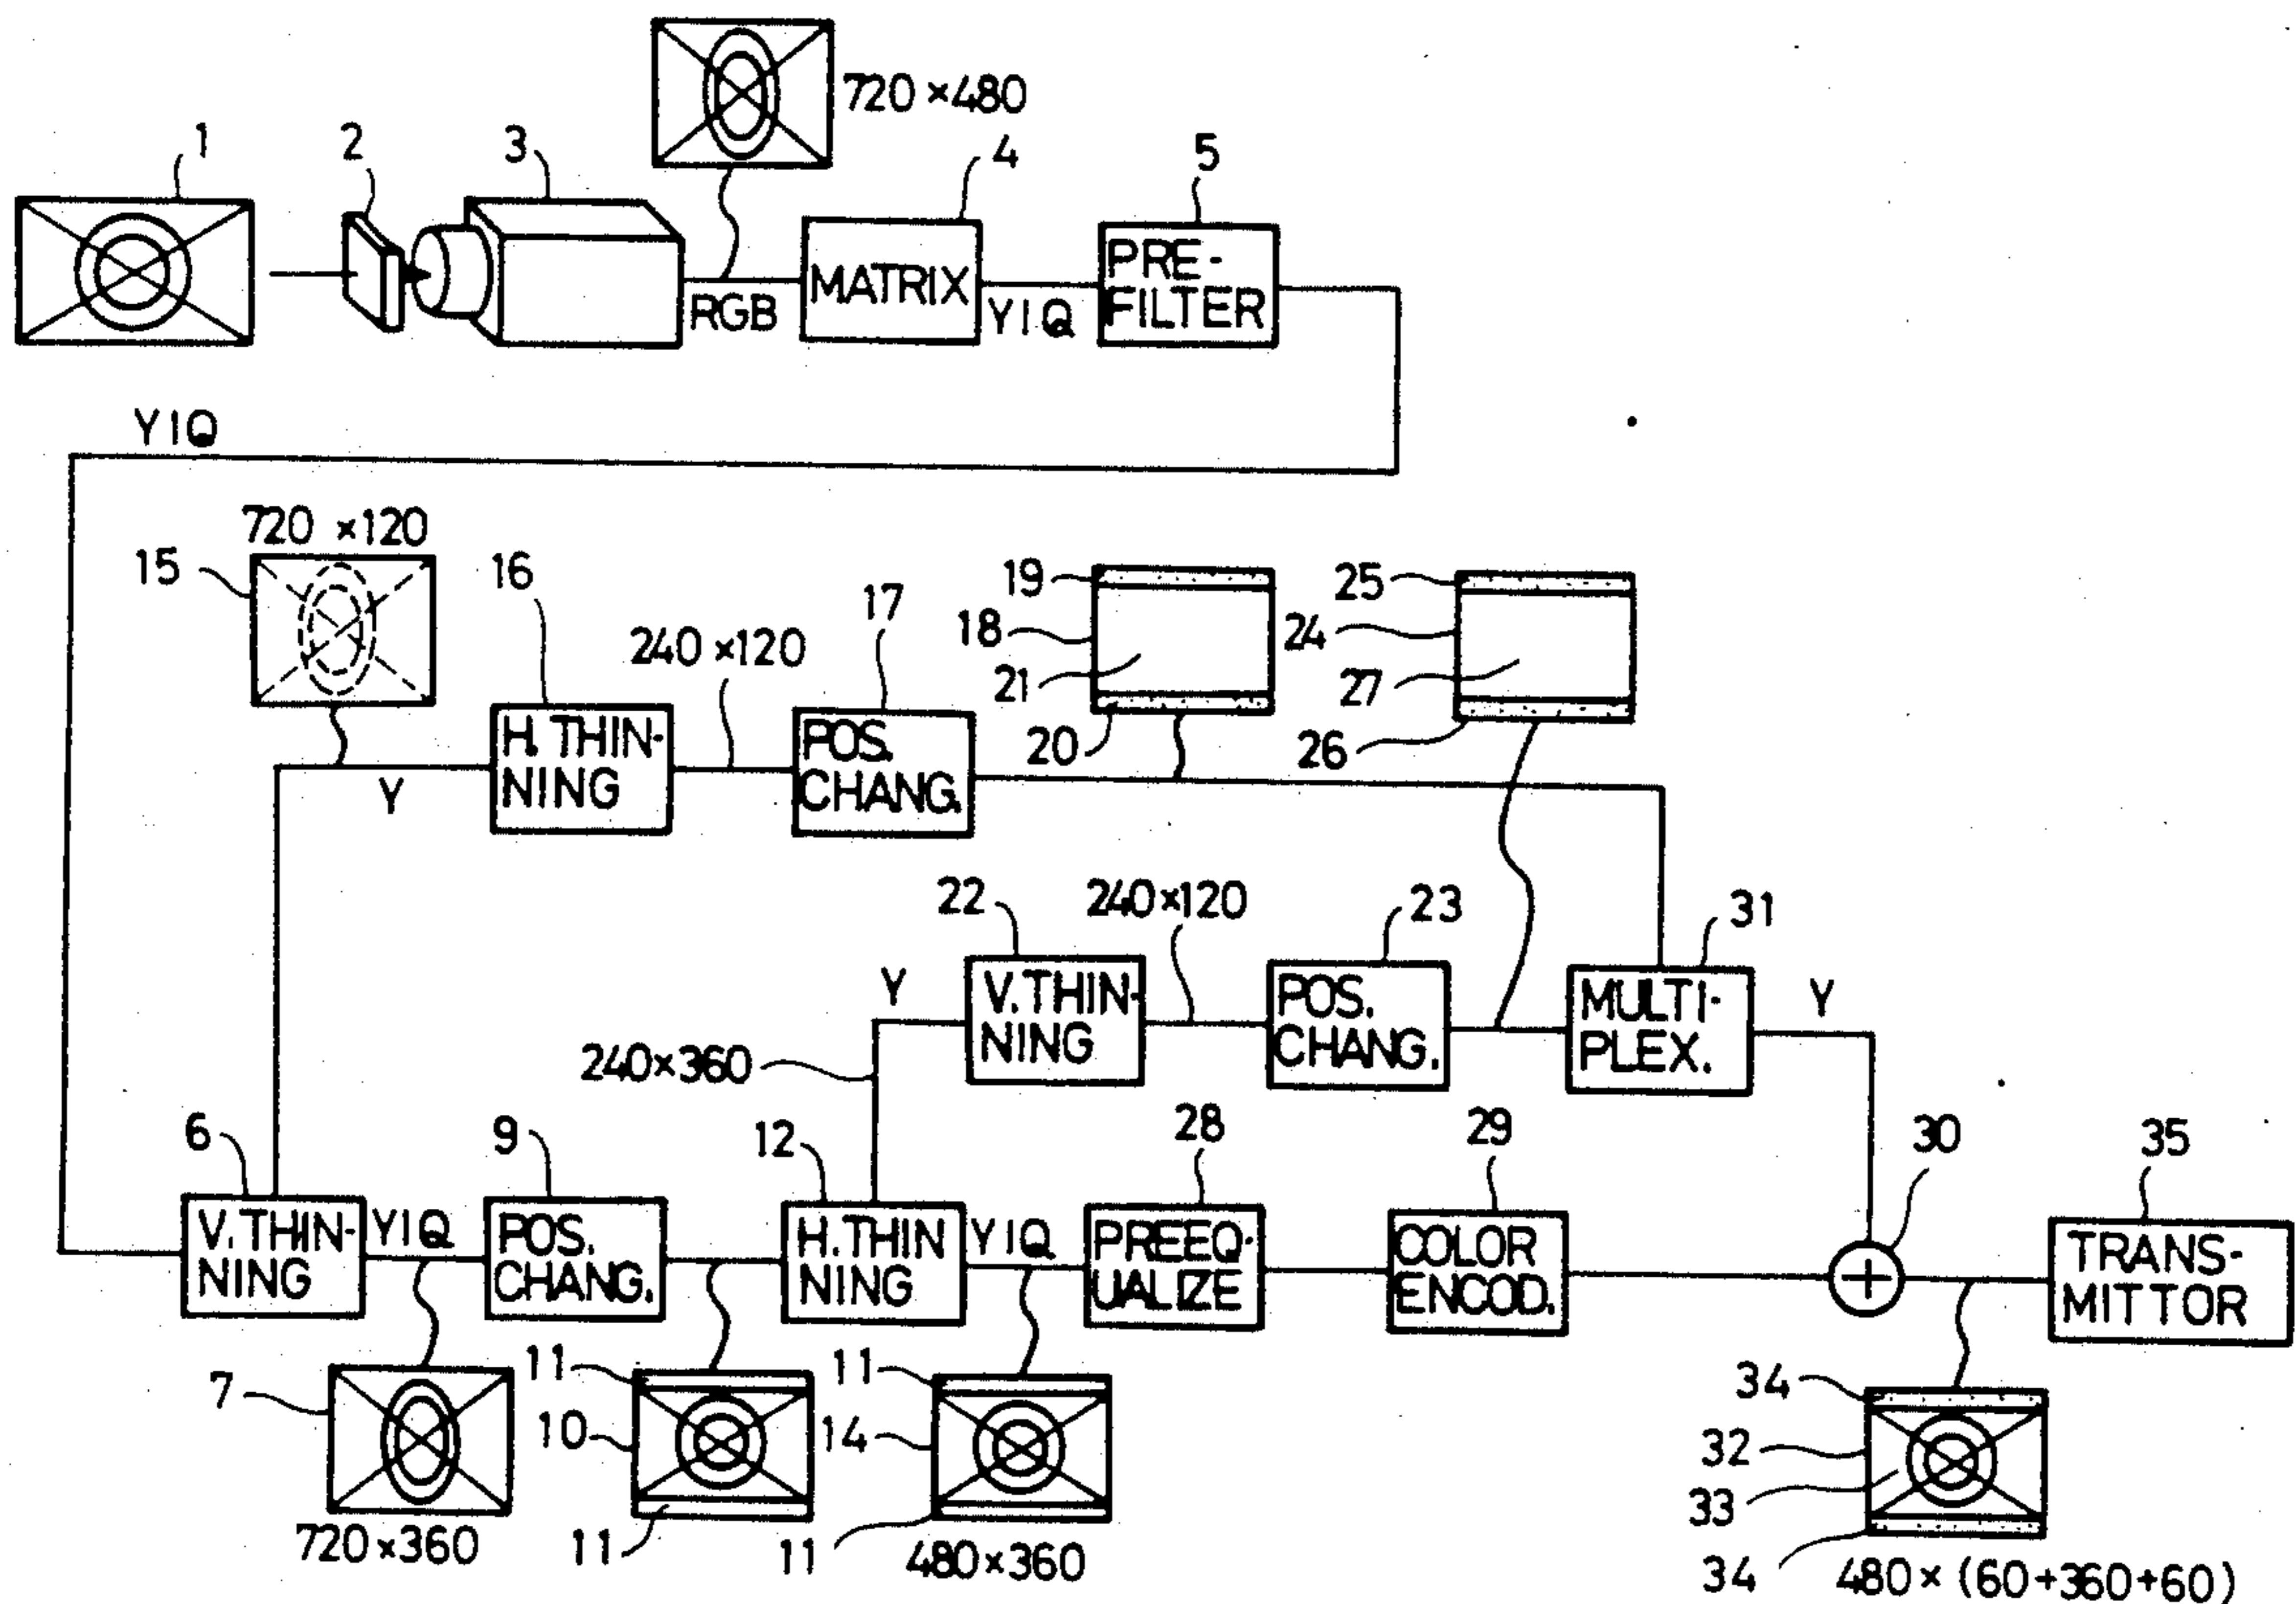 720 ×480
1
2
3
4
5
RGB
MATRIX
YIQ
PRE-
FILTER
YIQ
720 ×120
15
16
17
19
18
21
20
25
24
27
26
240 ×120
H. THIN-
NING
POS.
CHANG.
Y
22
240×120
23
31
Y
V. THIN-
NING
POS.
CHANG.
MULTI-
PLEX.
Y
240×360
6
9
12
28
29
30
35
V. THIN-
NING
YIQ
POS.
CHANG.
H. THIN
NING
YIQ
PREEQ-
UALIZE
COLOR
ENCOD.
+
TRANS-
MITTOR
7
11
10
11
11
14
11
34
32
33
34
720×360
480×360
480× (60+360+60)